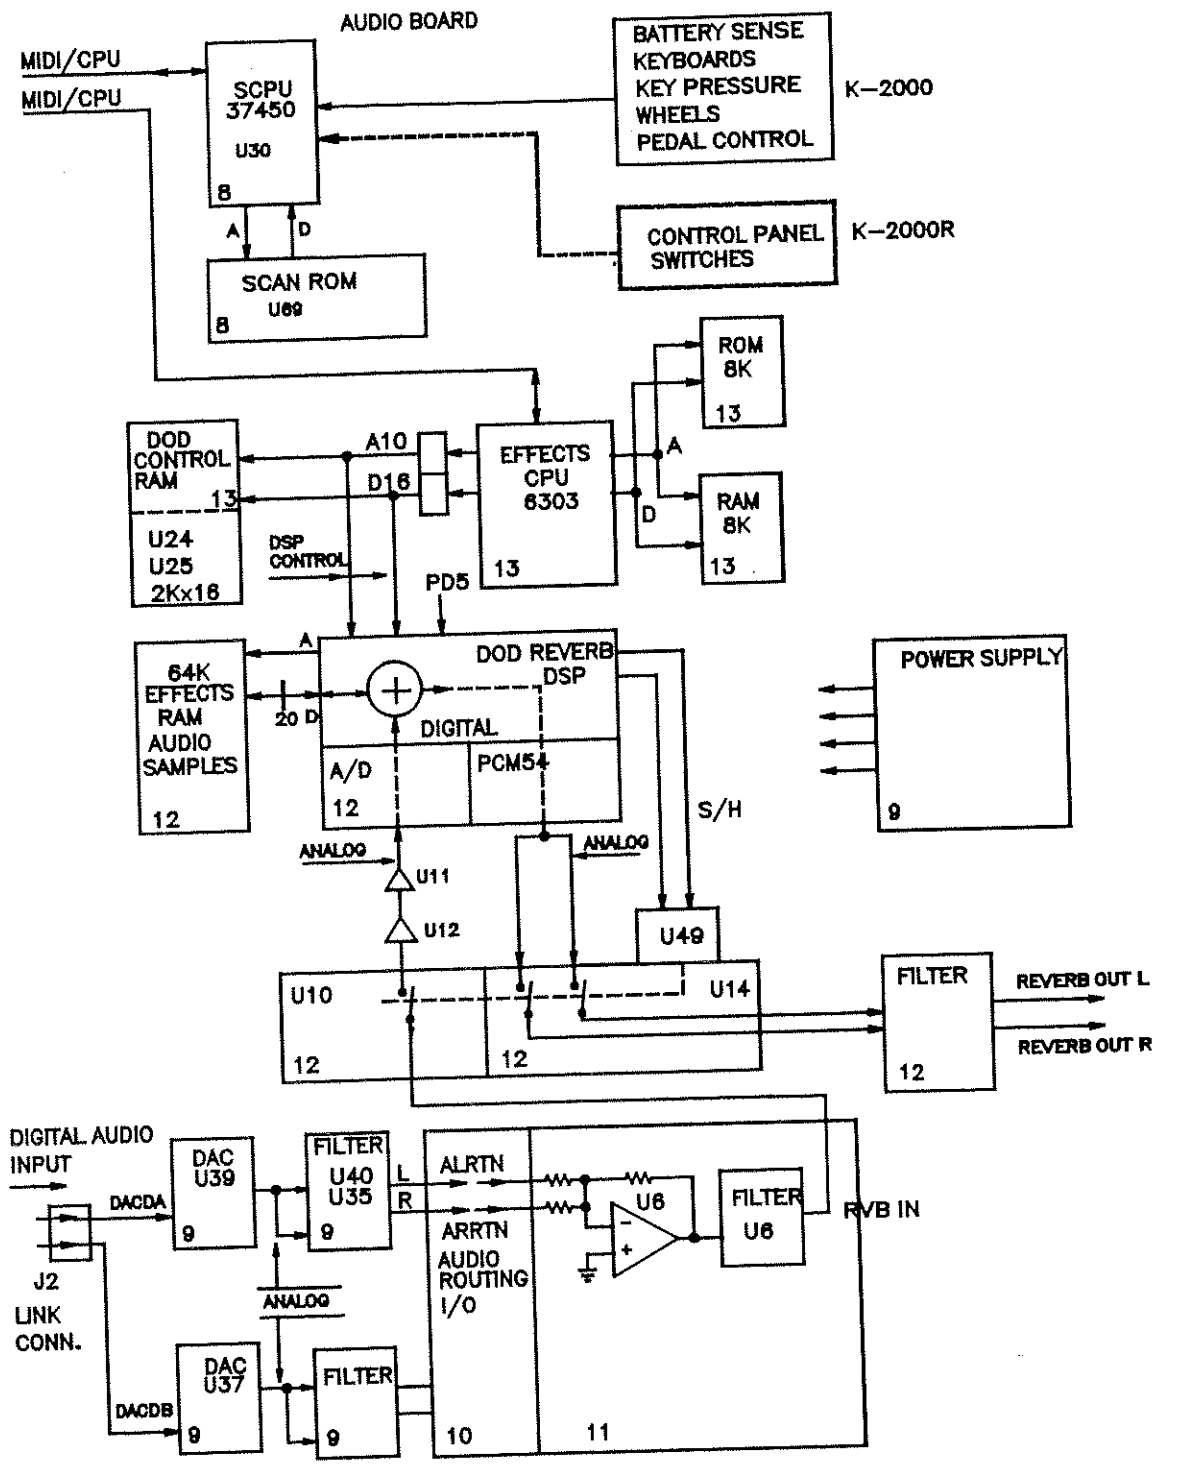 AUDIO BOARD
MIDI/CPU
MIDI/CPU
SCPU
37450
U30
8
BATTERY SENSE
KEYBOARDS
KEY PRESSURE
WHEELS
PEDAL CONTROL
K-2000
A
D
SCAN ROM
U69
8
CONTROL PANEL
SWITCHES
K-2000R
ROM
8K
13
DOD
CONTROL
RAM
13
U24
U25
2Kx16
A10
D16
EFFECTS
CPU
6303
13
A
D
RAM
8K
13
DSP
CONTROL
PD5
64K
EFFECTS
RAM
AUDIO
SAMPLES
12
A
20 D
DOD REVERB
DSP
DIGITAL
A/D
12
PCM54
S/H
POWER SUPPLY
9
ANALOG
ANALOG
U11
U12
U49
U10
12
U14
12
FILTER
12
REVERB OUT L
REVERB OUT R
DIGITAL AUDIO
INPUT
DACDA
J2
LINK
CONN.
DACDB
DAC
U39
9
FILTER
U40
U35
9
L
R
ALRTN
ARRTN
AUDIO
ROUTING
I/O
10
U6
-
+
FILTER
U6
RVB IN
11
ANALOG
DAC
U37
9
FILTER
9